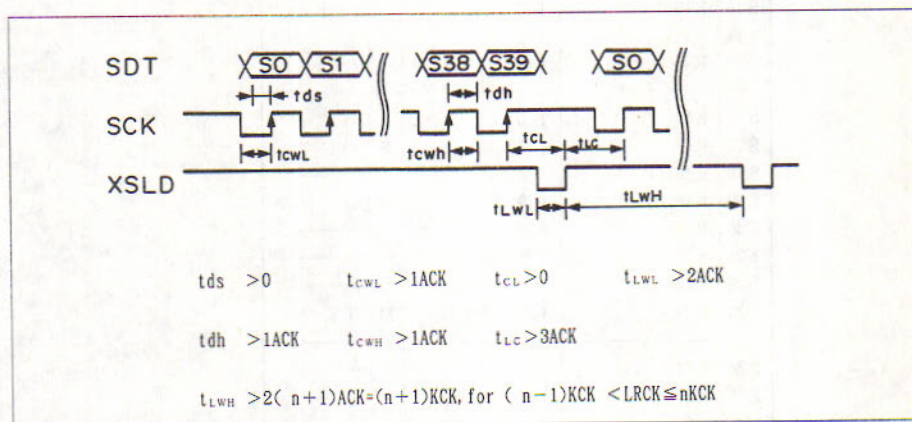 SDT S0 S1 S38 S39 S0
tds tdh
SCK
tCWL tCWh tCL tLC
XSLD
tLWL tLWH
tds >0 tCWL >1ACK tCL>0 tLWL >2ACK
tdh >1ACK tCWH >1ACK tLC>3ACK
tLWH >2( n+1)ACK=(n+1)KCK, for ( n-1)KCK <LRCK≦nKCK